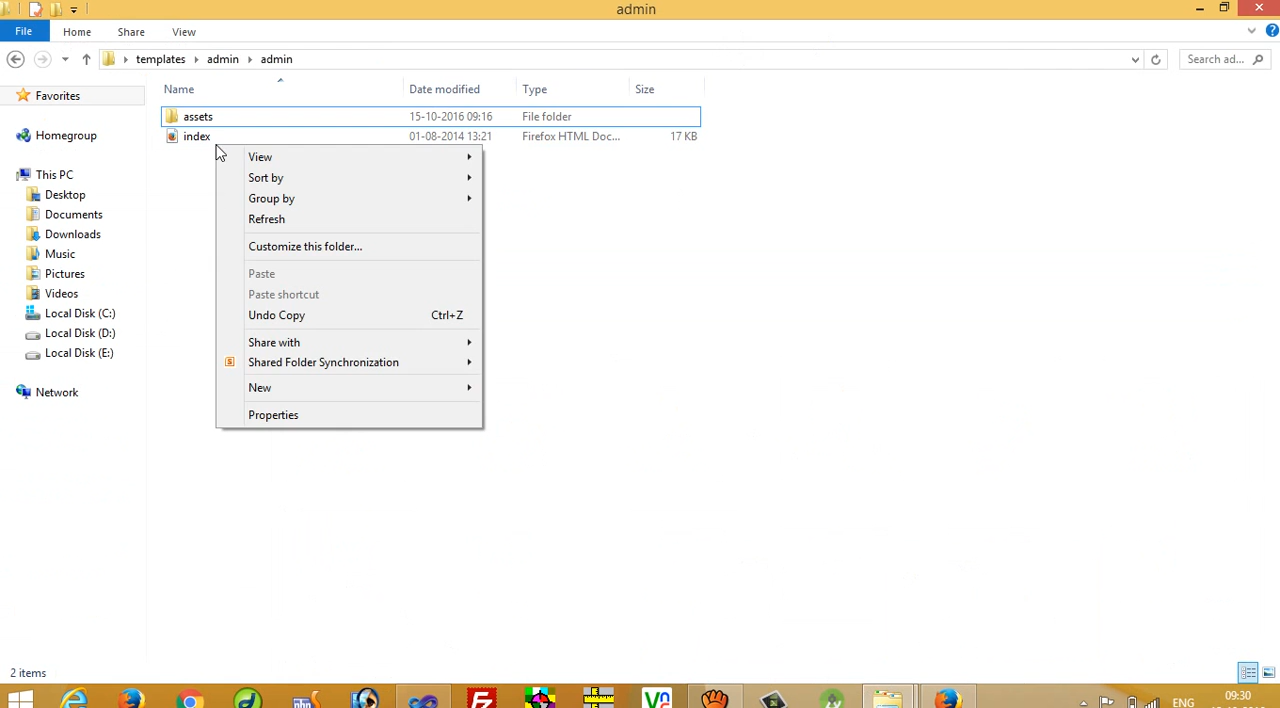 admin
File Home Share View
templates admin admin Search ad...
Name Date modified Type Size
Favorites
assets 15-10-2016 09:16 File folder
index 01-08-2014 13:21 Firefox HTML Doc... 17 KB
Homegroup
This PC
Desktop
Documents
Downloads
Music
Pictures
Videos
Local Disk (C:)
Local Disk (D:)
Local Disk (E:)
Network
View
Sort by
Group by
Refresh
Customize this folder...
Paste
Paste shortcut
Undo Copy Ctrl+Z
Share with
Shared Folder Synchronization
New
Properties
2 items
ENG
09:30